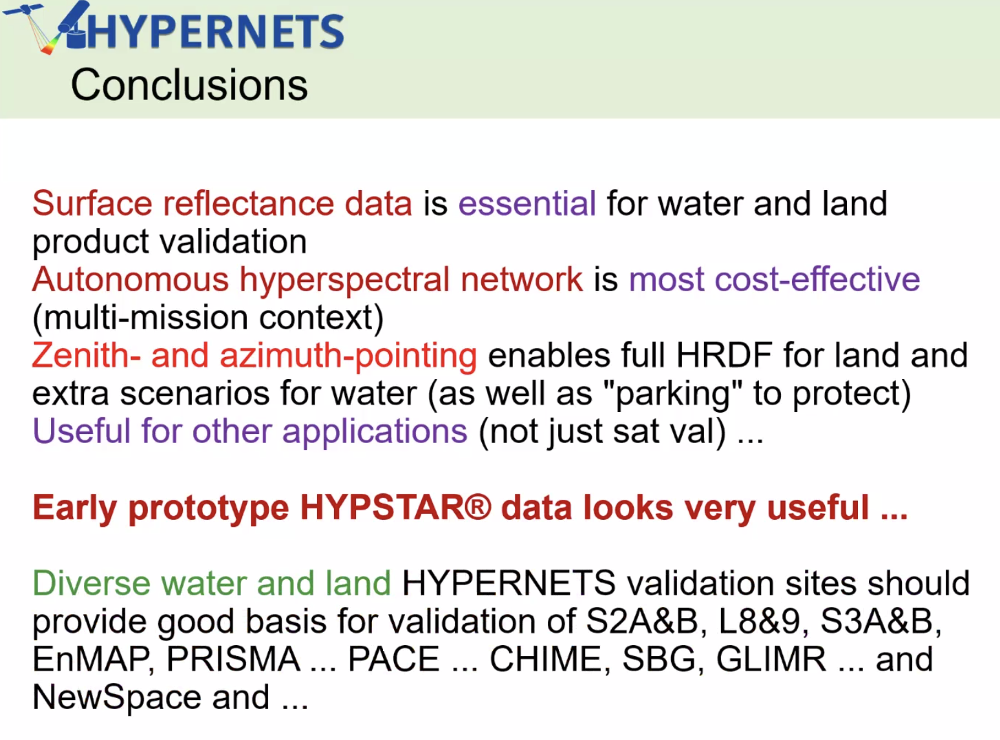 HYPERNETS
Conclusions
Surface reflectance data is essential for water and land
product validation
Autonomous hyperspectral network is most cost-effective
(multi-mission context)
Zenith- and azimuth-pointing enables full HRDF for land and
extra scenarios for water (as well as "parking" to protect)
Useful for other applications (not just sat val) ...
Early prototype HYPSTAR® data looks very useful ...
Diverse water and land HYPERNETS validation sites should
provide good basis for validation of S2A&B, L8&9, S3A&B,
EnMAP, PRISMA ... PACE ... CHIME, SBG, GLIMR ... and
NewSpace and ...